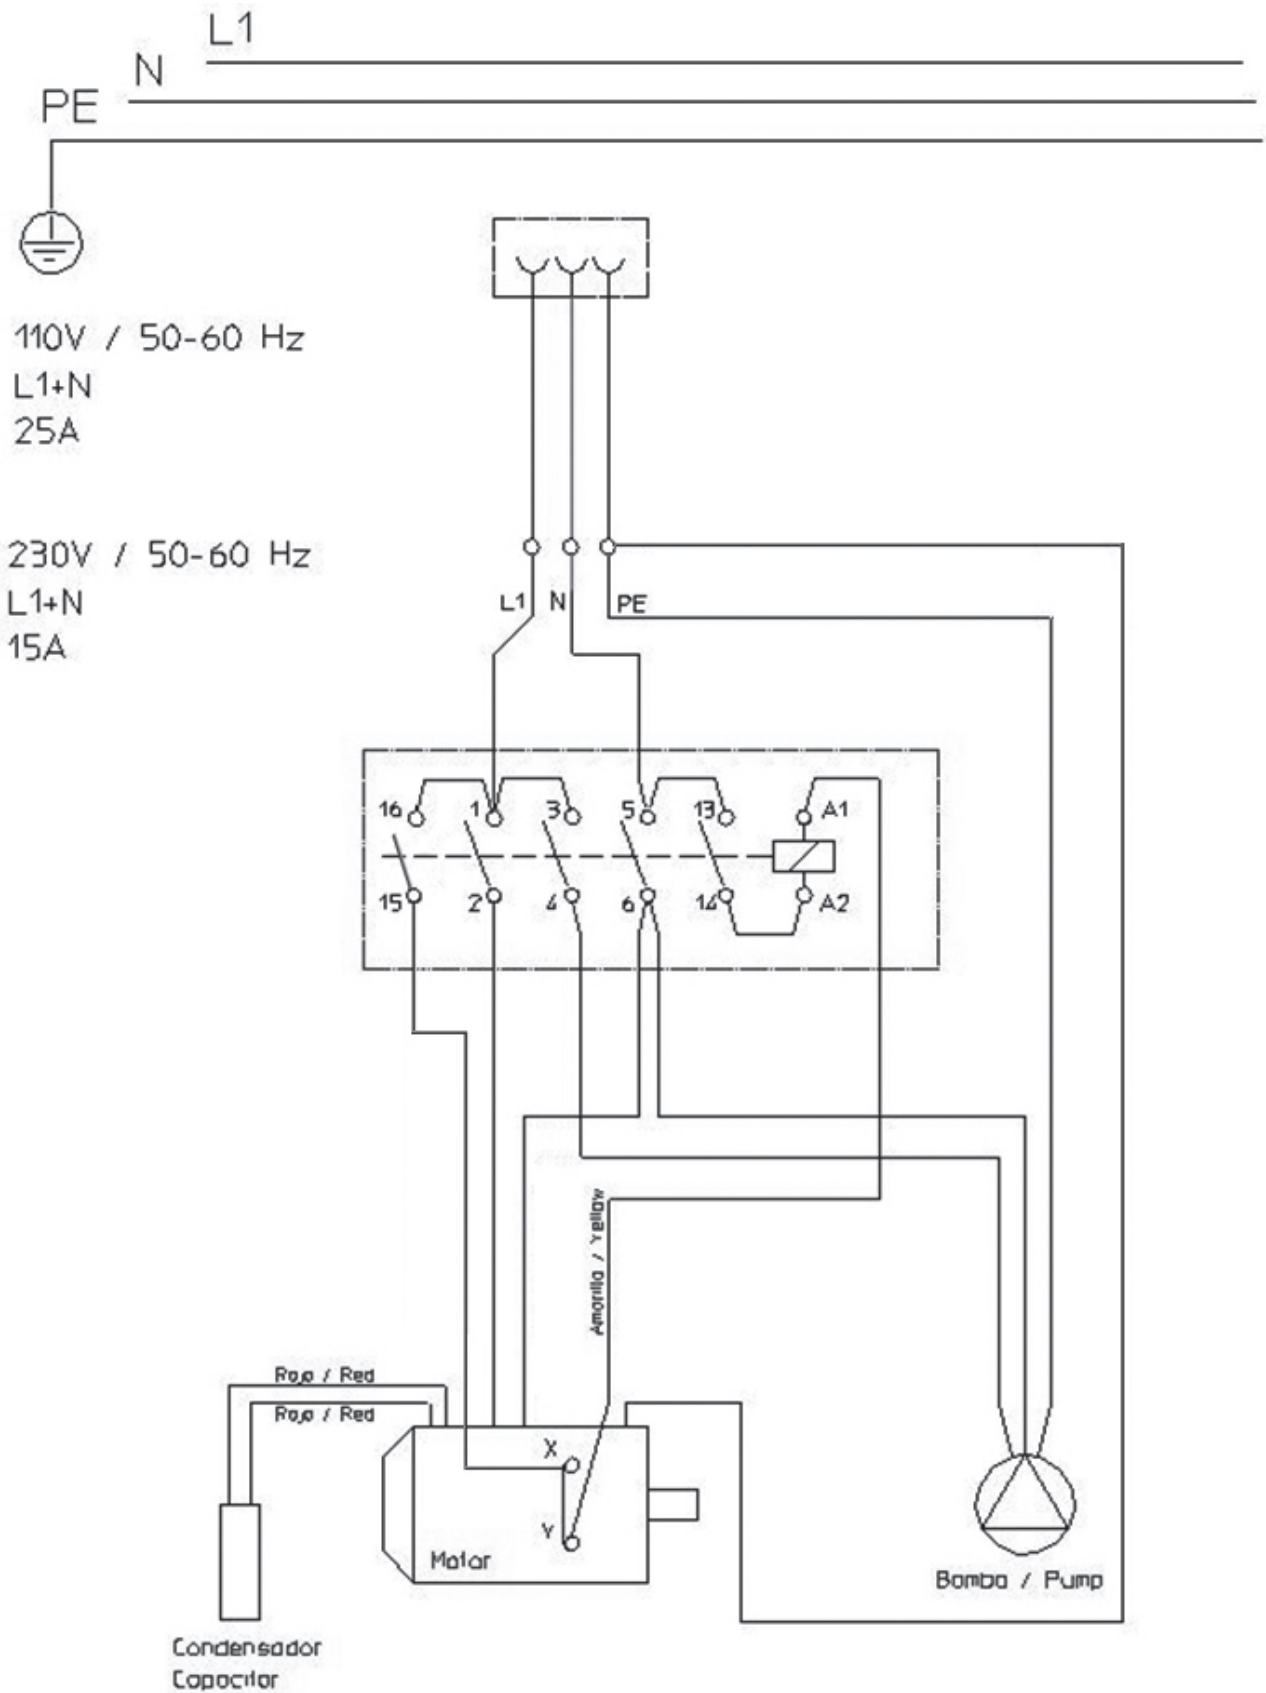 L1
N
PE
110V / 50-60 Hz
L1+N
25A
230V / 50-60 Hz
L1+N
15A
L1 N PE
16 1 3 5 13 A1
15 2 4 6 14 A2
Amarillo / Yellow
Rojo / Red
Rojo / Red
X
Y
Motor
Bomba / Pump
Condensador
Capacitor